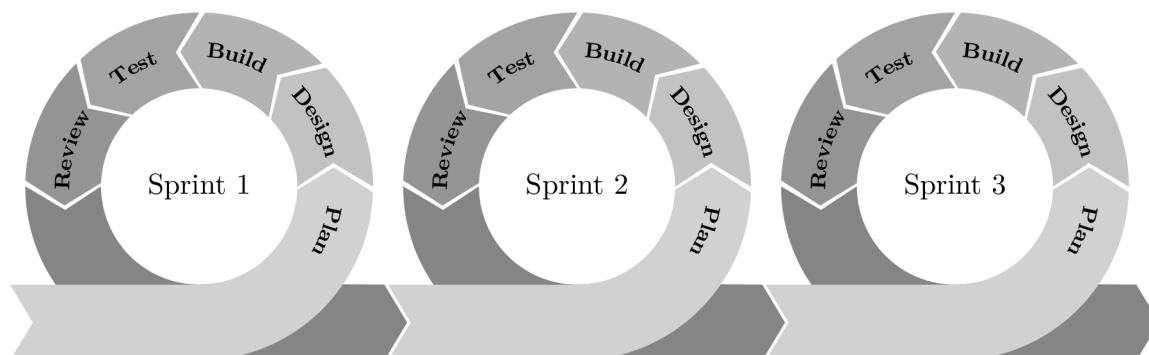 Plan
Design
Build
Test
Review
Sprint 1
Plan
Design
Build
Test
Review
Sprint 2
Plan
Design
Build
Test
Review
Sprint 3